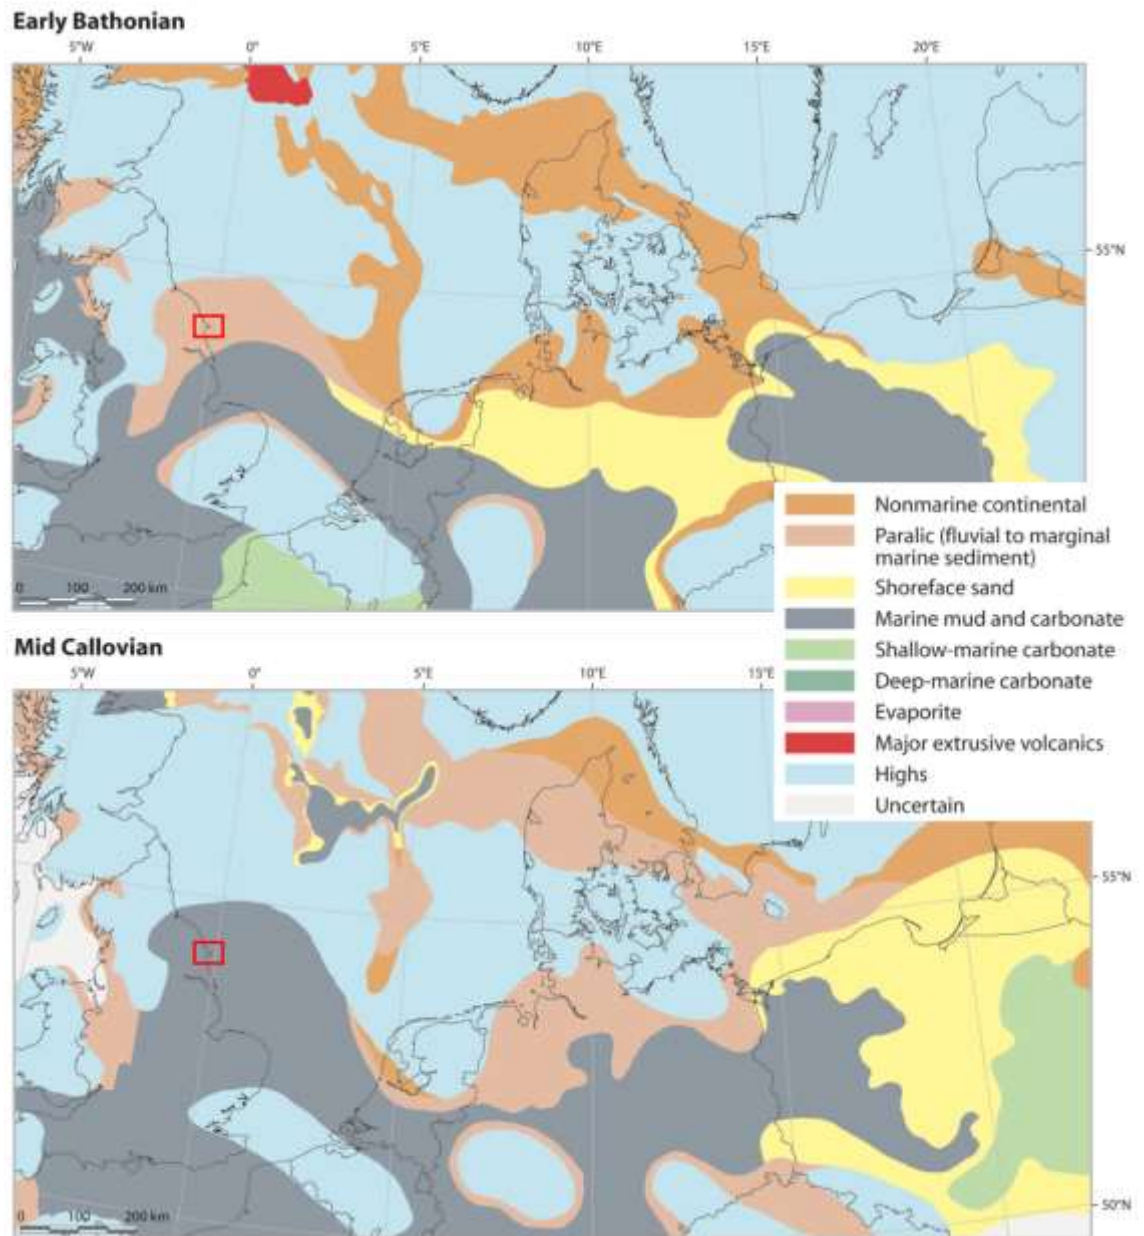 Early Bathonian
5°W 0° 5°E 10°E 15°E 20°E
55°N
Nonmarine continental
Paralic (fluvial to marginal
marine sediment)
Shoreface sand
Marine mud and carbonate
Shallow-marine carbonate
Deep-marine carbonate
Evaporite
Major extrusive volcanics
Highs
Uncertain
0 100 200 km
Mid Callovian
5°W 0° 5°E 10°E 15°E
55°N
50°N
0 100 200 km